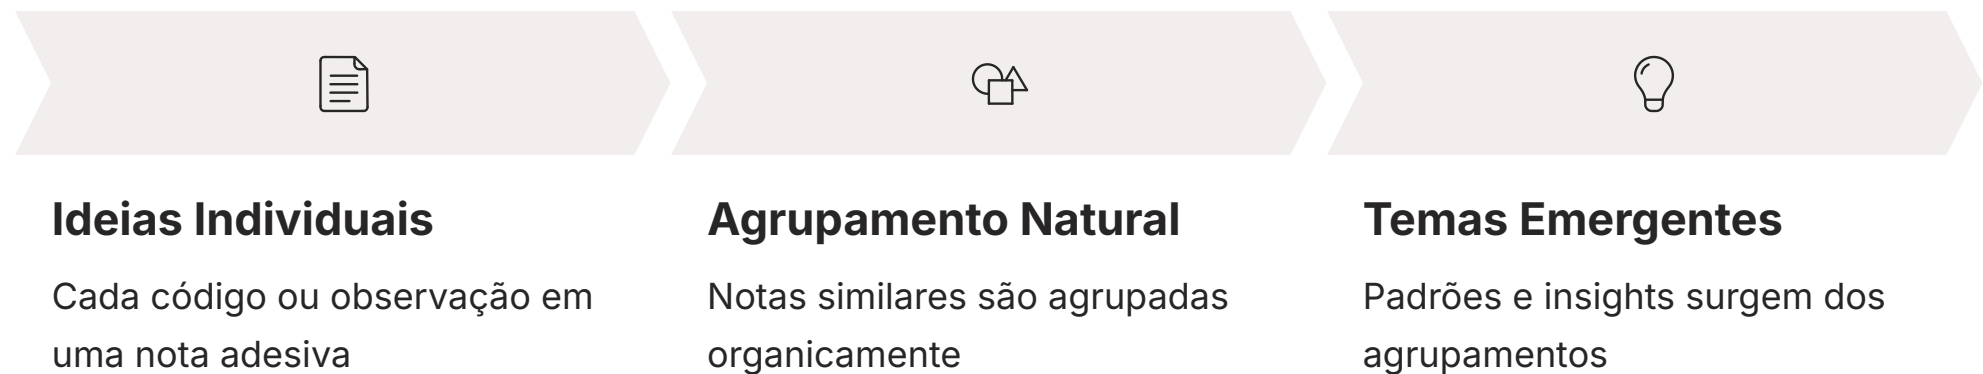 Ideias Individuais
Cada código ou observação em
uma nota adesiva
Agrupamento Natural
Notas similares são agrupadas
organicamente
Temas Emergentes
Padrões e insights surgem dos
agrupamentos